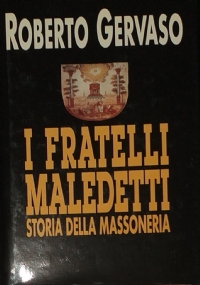 ROBERTO GERVASO
I FRATELLI
MALEDETTI
STORIA DELLA MASSONERIA